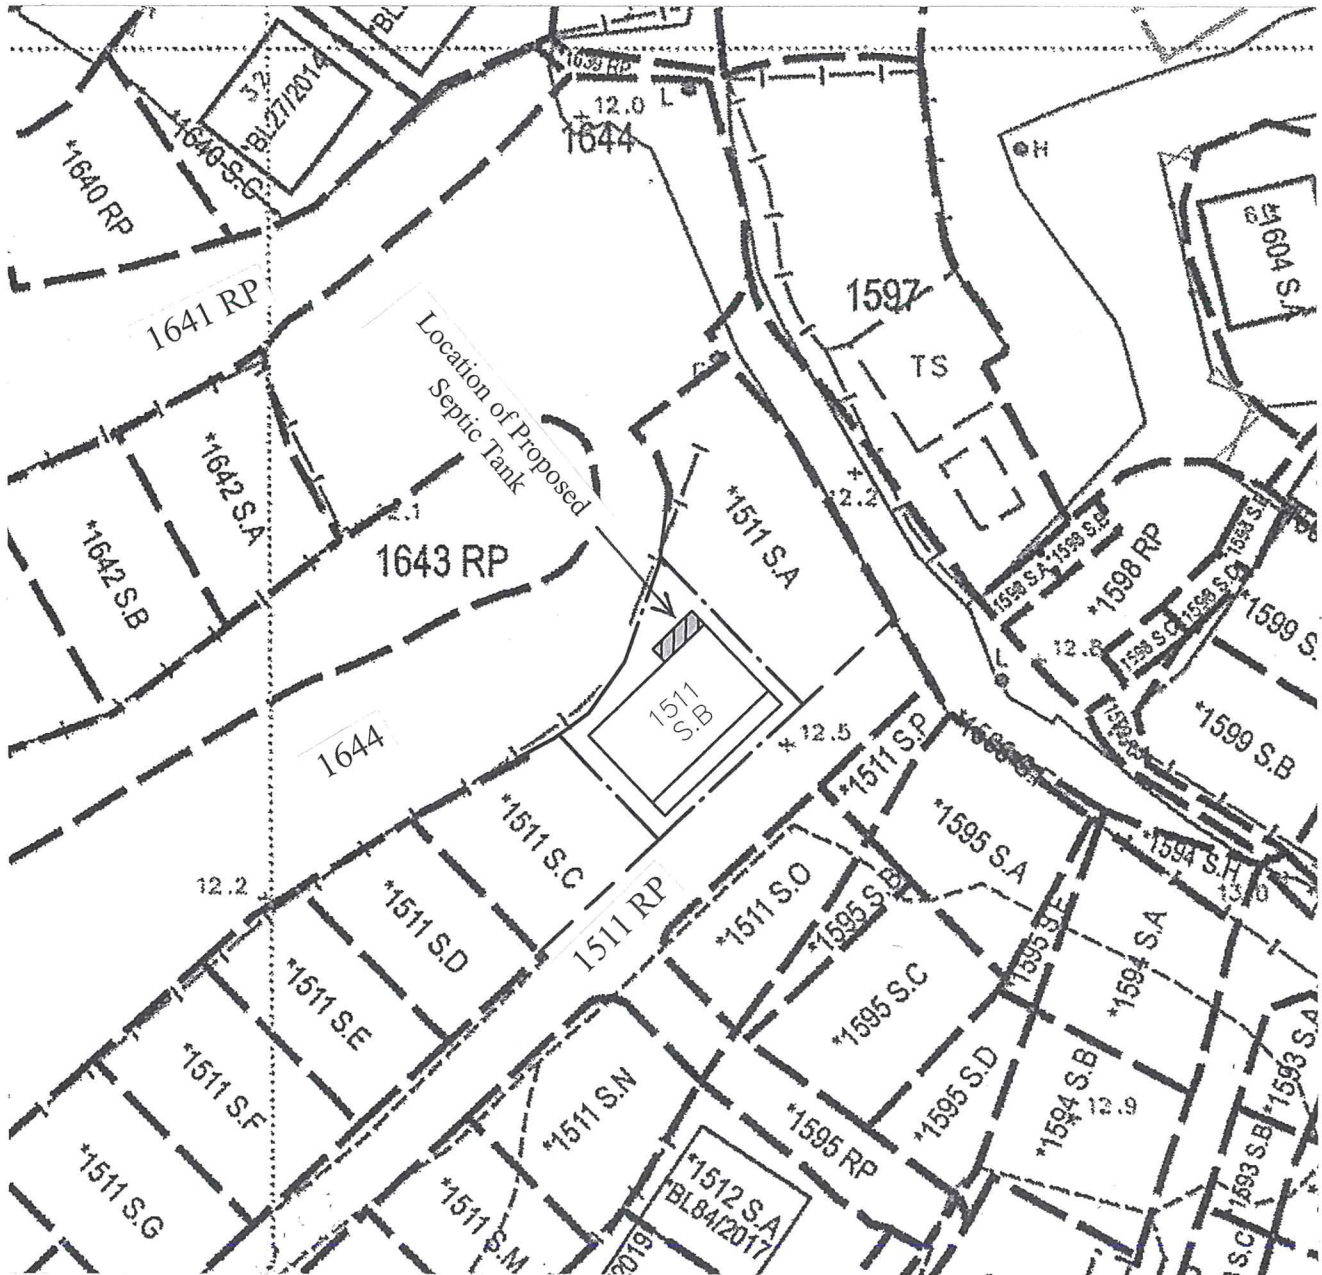 32
*BL27/2014
*1640 S.C
*1640 RP
1639 RP
L
12.0
1644
H
*1604 S.A
1641 RP
1597
TS
Location of Proposed
Septic Tank
*1642 S.A
*1642 S.B
1643 RP
*1511 S.A
12.2
*1598 S.A
*1598 S.B
*1598 RP
*1599 S.
12.8
L
1511
S.B
12.5
*1511 S.P
*1599 S.B
1644
*1511 S.C
*1595 S.A
*1594 S.H
12.2
*1511 S.D
1511 RP
*1511 S.O
*1595 S.B
*1595 S.E
*1594 S.A
*1511 S.E
*1595 S.C
*1511 S.F
*1511 S.N
*1595 S.D
*1594 S.B
12.9
*1593 S.A
*1593 S.B
*1595 RP
*1511 S.G
*1511 S.M
*1512 S.A
*BL84/2017
2019
S.C